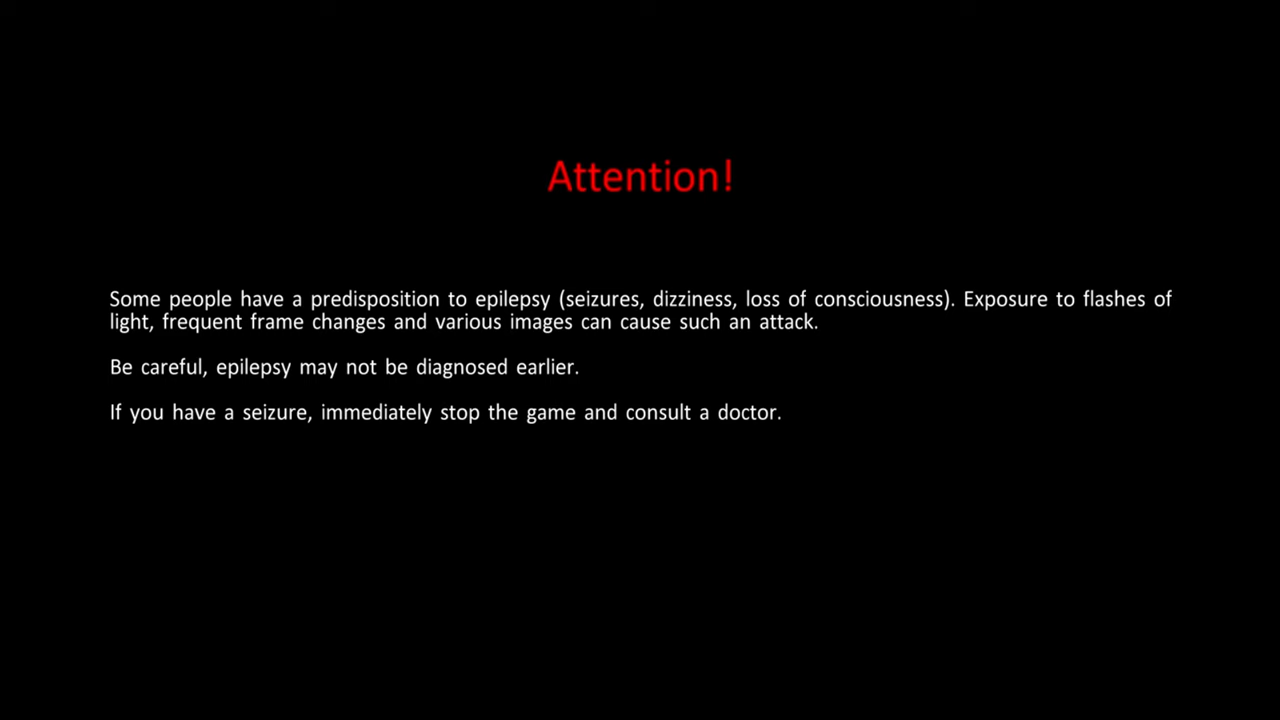 Attention!
Some people have a predisposition to epilepsy (seizures, dizziness, loss of consciousness). Exposure to flashes of
light, frequent frame changes and various images can cause such an attack.
Be careful, epilepsy may not be diagnosed earlier.
If you have a seizure, immediately stop the game and consult a doctor.